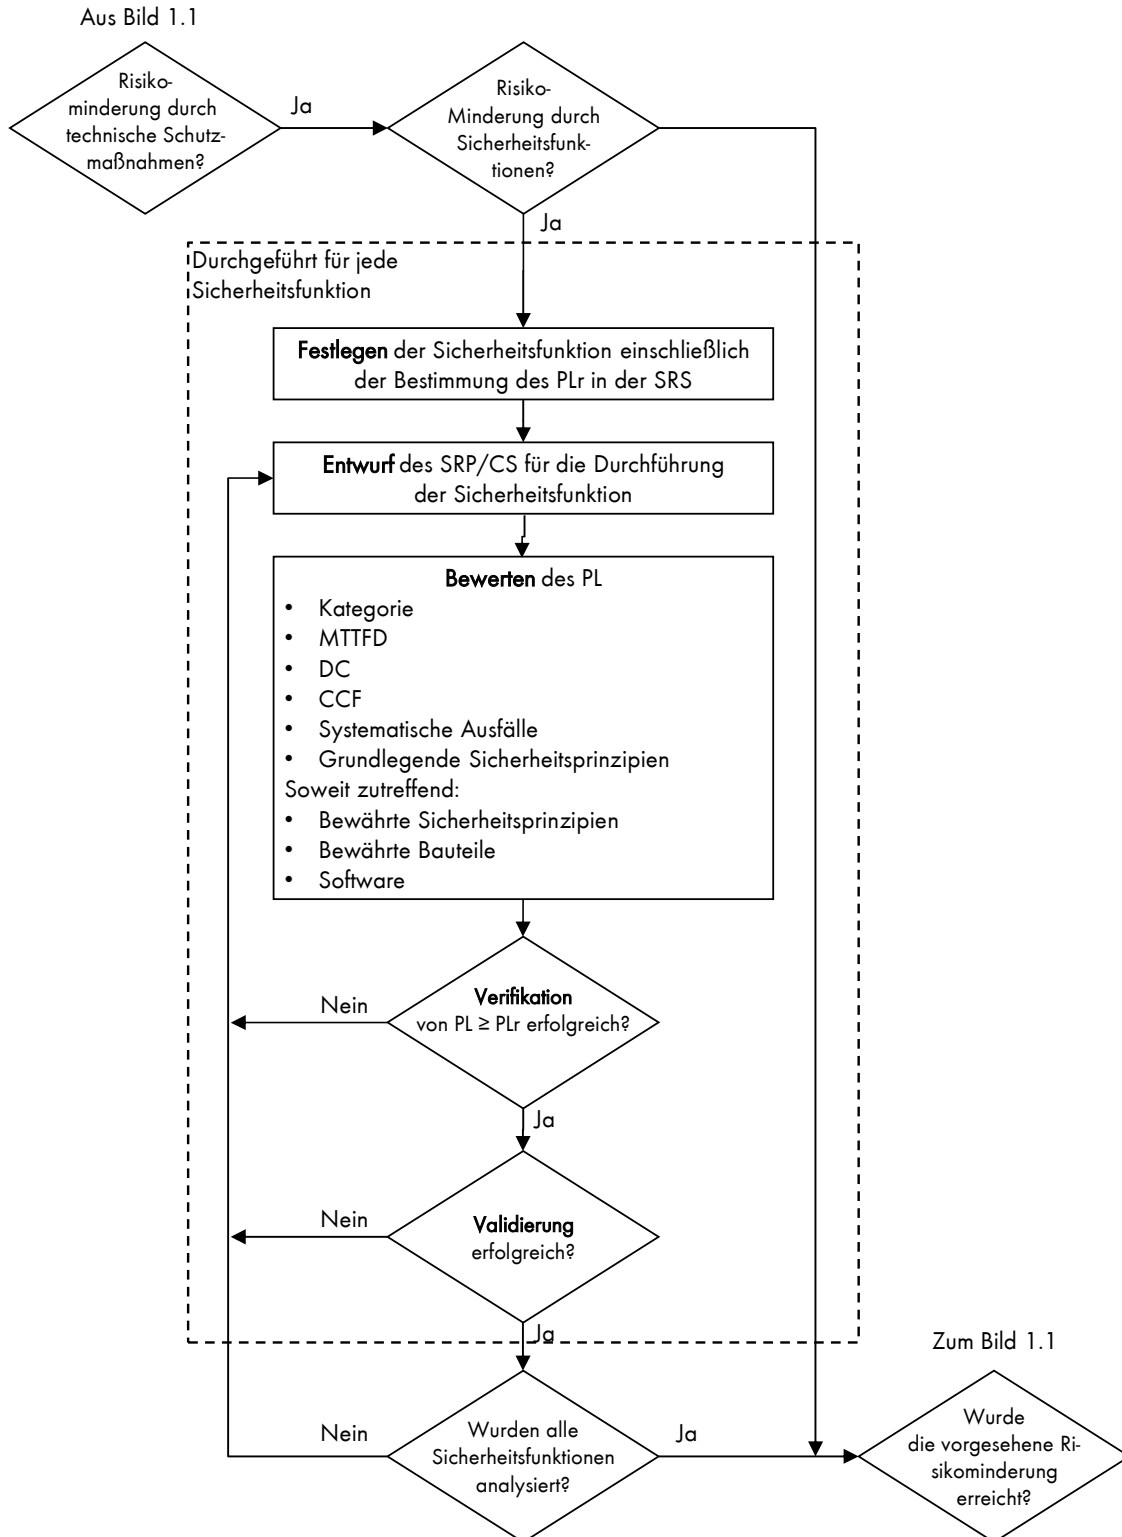 Aus Bild 1.1
Risiko-
minderung durch
technische Schutz-
maßnahmen?
Ja
Risiko-
Minderung durch
Sicherheitsfunk-
tionen?
Ja
Durchgeführt für jede
Sicherheitsfunktion
Festlegen der Sicherheitsfunktion einschließlich
der Bestimmung des PLr in der SRS
Entwurf des SRP/CS für die Durchführung
der Sicherheitsfunktion
Bewerten des PL
• Kategorie
• MTTFD
• DC
• CCF
• Systematische Ausfälle
• Grundlegende Sicherheitsprinzipien
Soweit zutreffend:
• Bewährte Sicherheitsprinzipien
• Bewährte Bauteile
• Software
Nein
Verifikation
von PL ≥ PLr erfolgreich?
Ja
Nein
Validierung
erfolgreich?
Ja
Nein
Wurden alle
Sicherheitsfunktionen
analysiert?
Ja
Zum Bild 1.1
Wurde
die vorgesehene Ri-
sikominderung
erreicht?